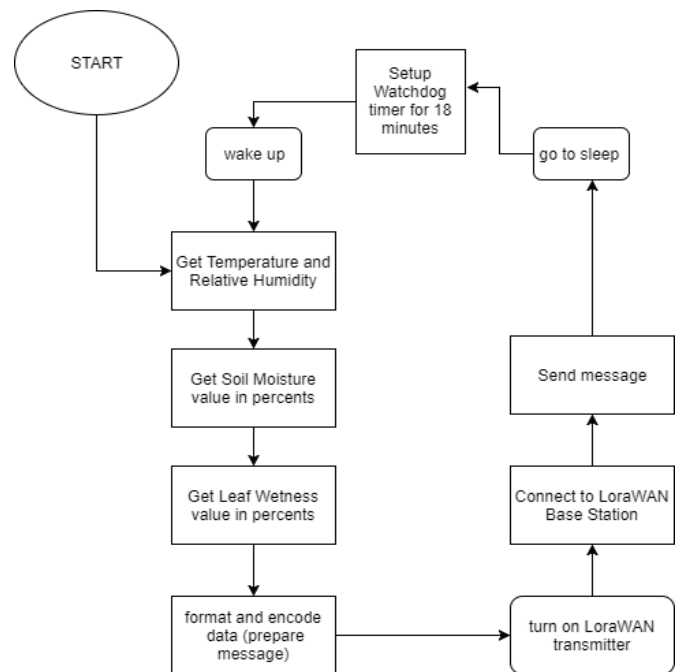 START
Setup
Watchdog
timer for 18
minutes
wake up
go to sleep
Get Temperature and
Relative Humidity
Get Soil Moisture
value in percents
Send message
Get Leaf Wetness
value in percents
Connect to LoraWAN
Base Station
format and encode
data (prepare
message)
turn on LoraWAN
transmitter